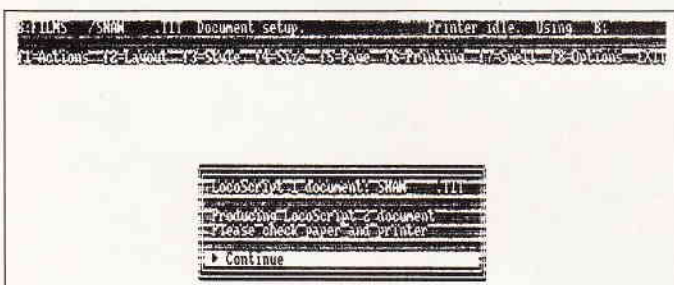 B:FILMS /SHAW .III Document setup. Printer idle. Using B:
f1-Actions f2-Layout f3-Style f4-Size f5-Page f6-Printing f7-Spell f8-Options EXIT
LocoScript 1 document: SHAW .III
Producing LocoScript 2 document
Please check paper and printer
Continue